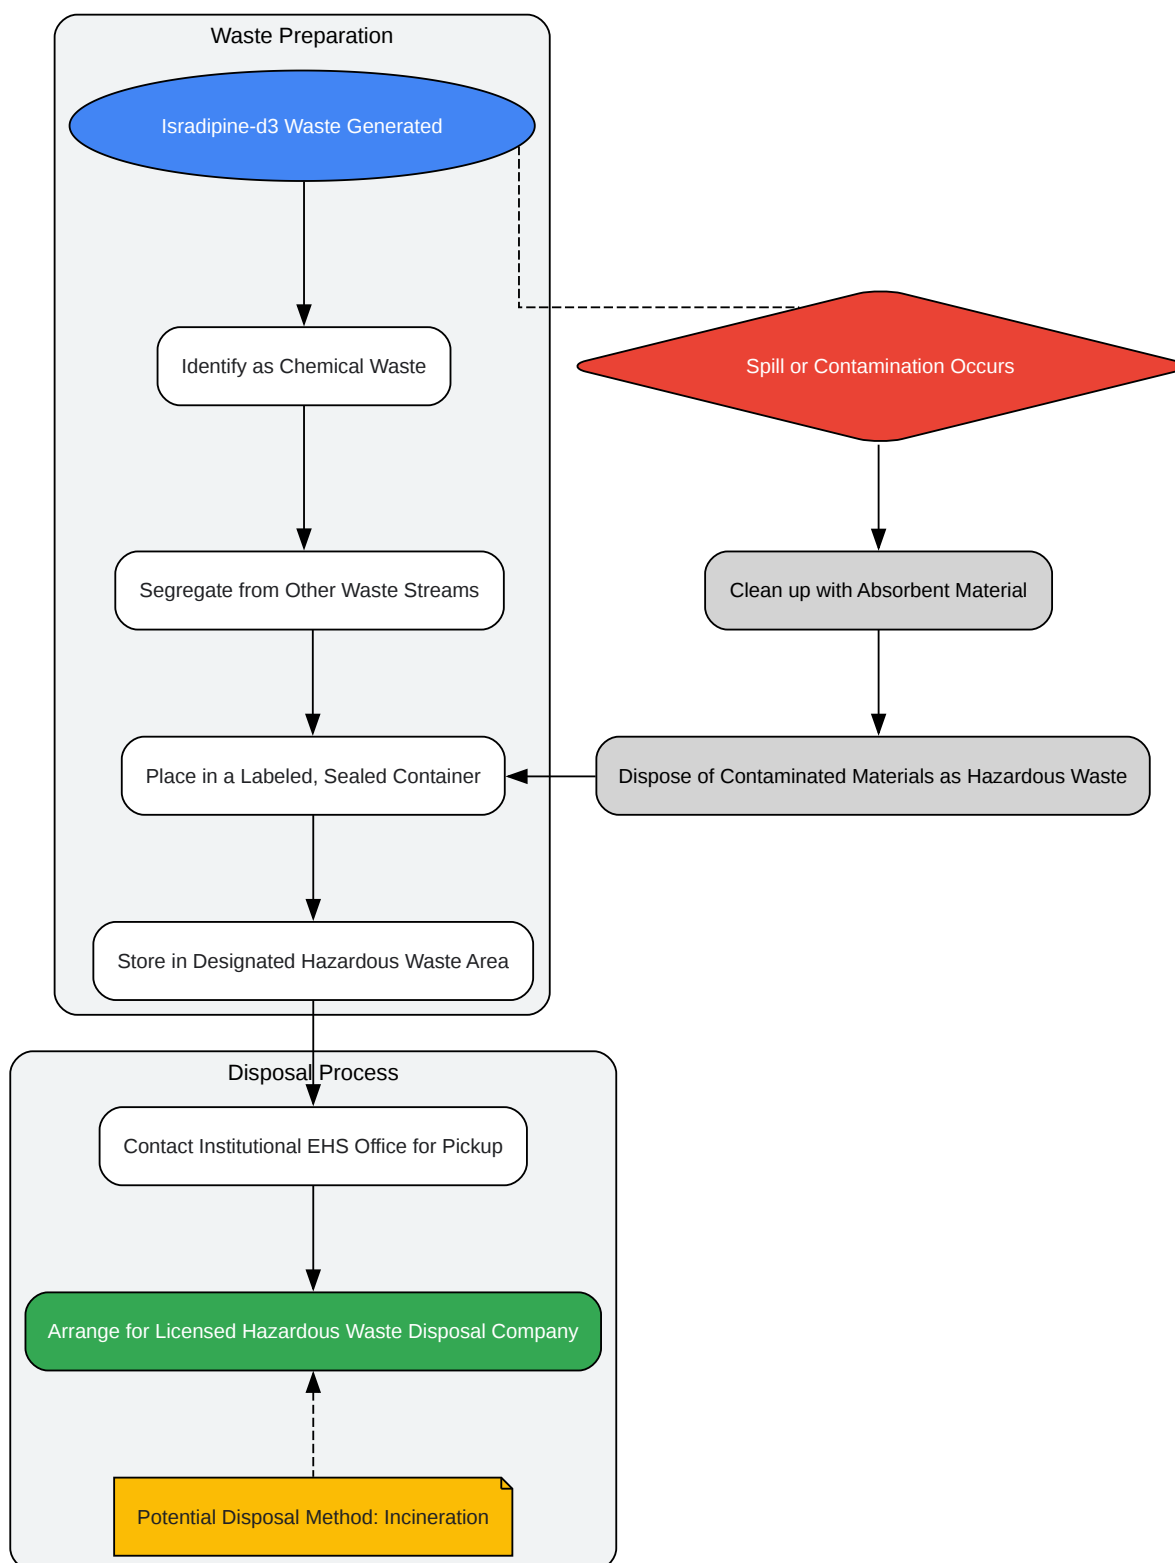 Waste Preparation
Isradipine-d3 Waste Generated
Identify as Chemical Waste
Spill or Contamination Occurs
Segregate from Other Waste Streams
Clean up with Absorbent Material
Place in a Labeled, Sealed Container
Dispose of Contaminated Materials as Hazardous Waste
Store in Designated Hazardous Waste Area
Disposal Process
Contact Institutional EHS Office for Pickup
Arrange for Licensed Hazardous Waste Disposal Company
Potential Disposal Method: Incineration